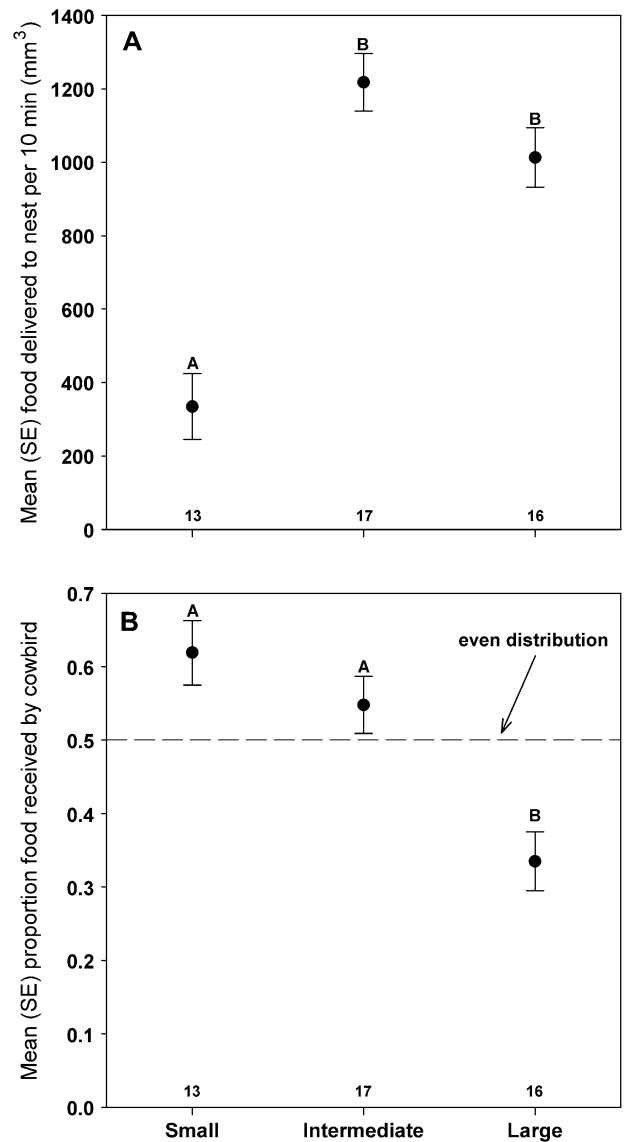 Mean (SE) food delivered to nest per 10 min (mm³)
A
1400
1200
1000
800
600
400
200
0
A
B
B
13
17
16
Mean (SE) proportion food received by cowbird
B
0.7
0.6
0.5
0.4
0.3
0.2
0.1
0.0
A
A
B
even distribution
13
17
16
Small
Intermediate
Large